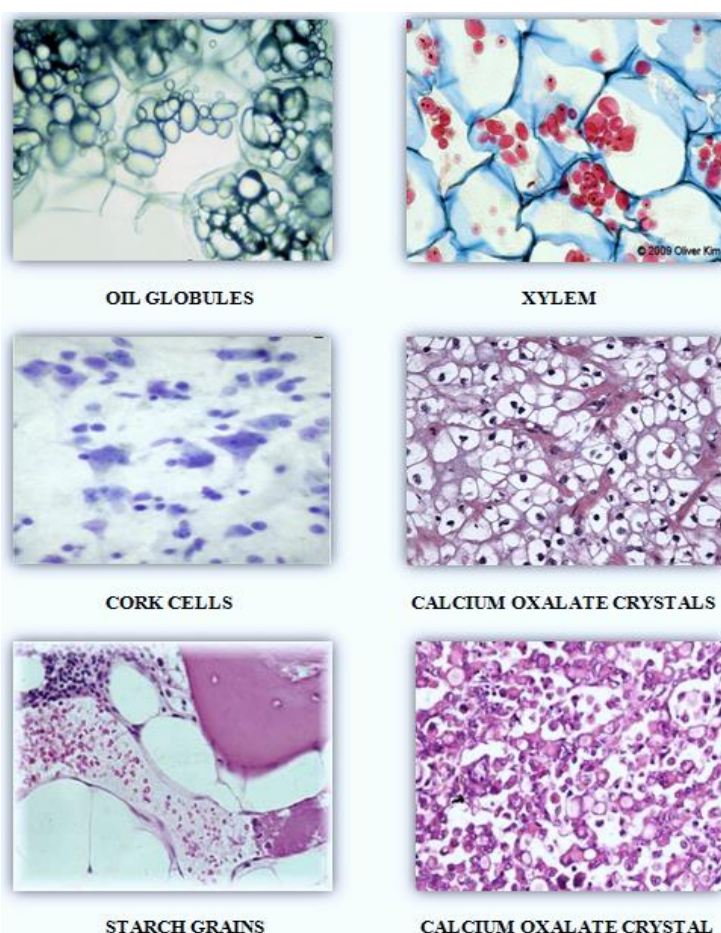 © 2009 Oliver Kim
OIL GLOBULES
XYLEM
CORK CELLS
CALCIUM OXALATE CRYSTALS
STARCH GRAINS
CALCIUM OXALATE CRYSTAL